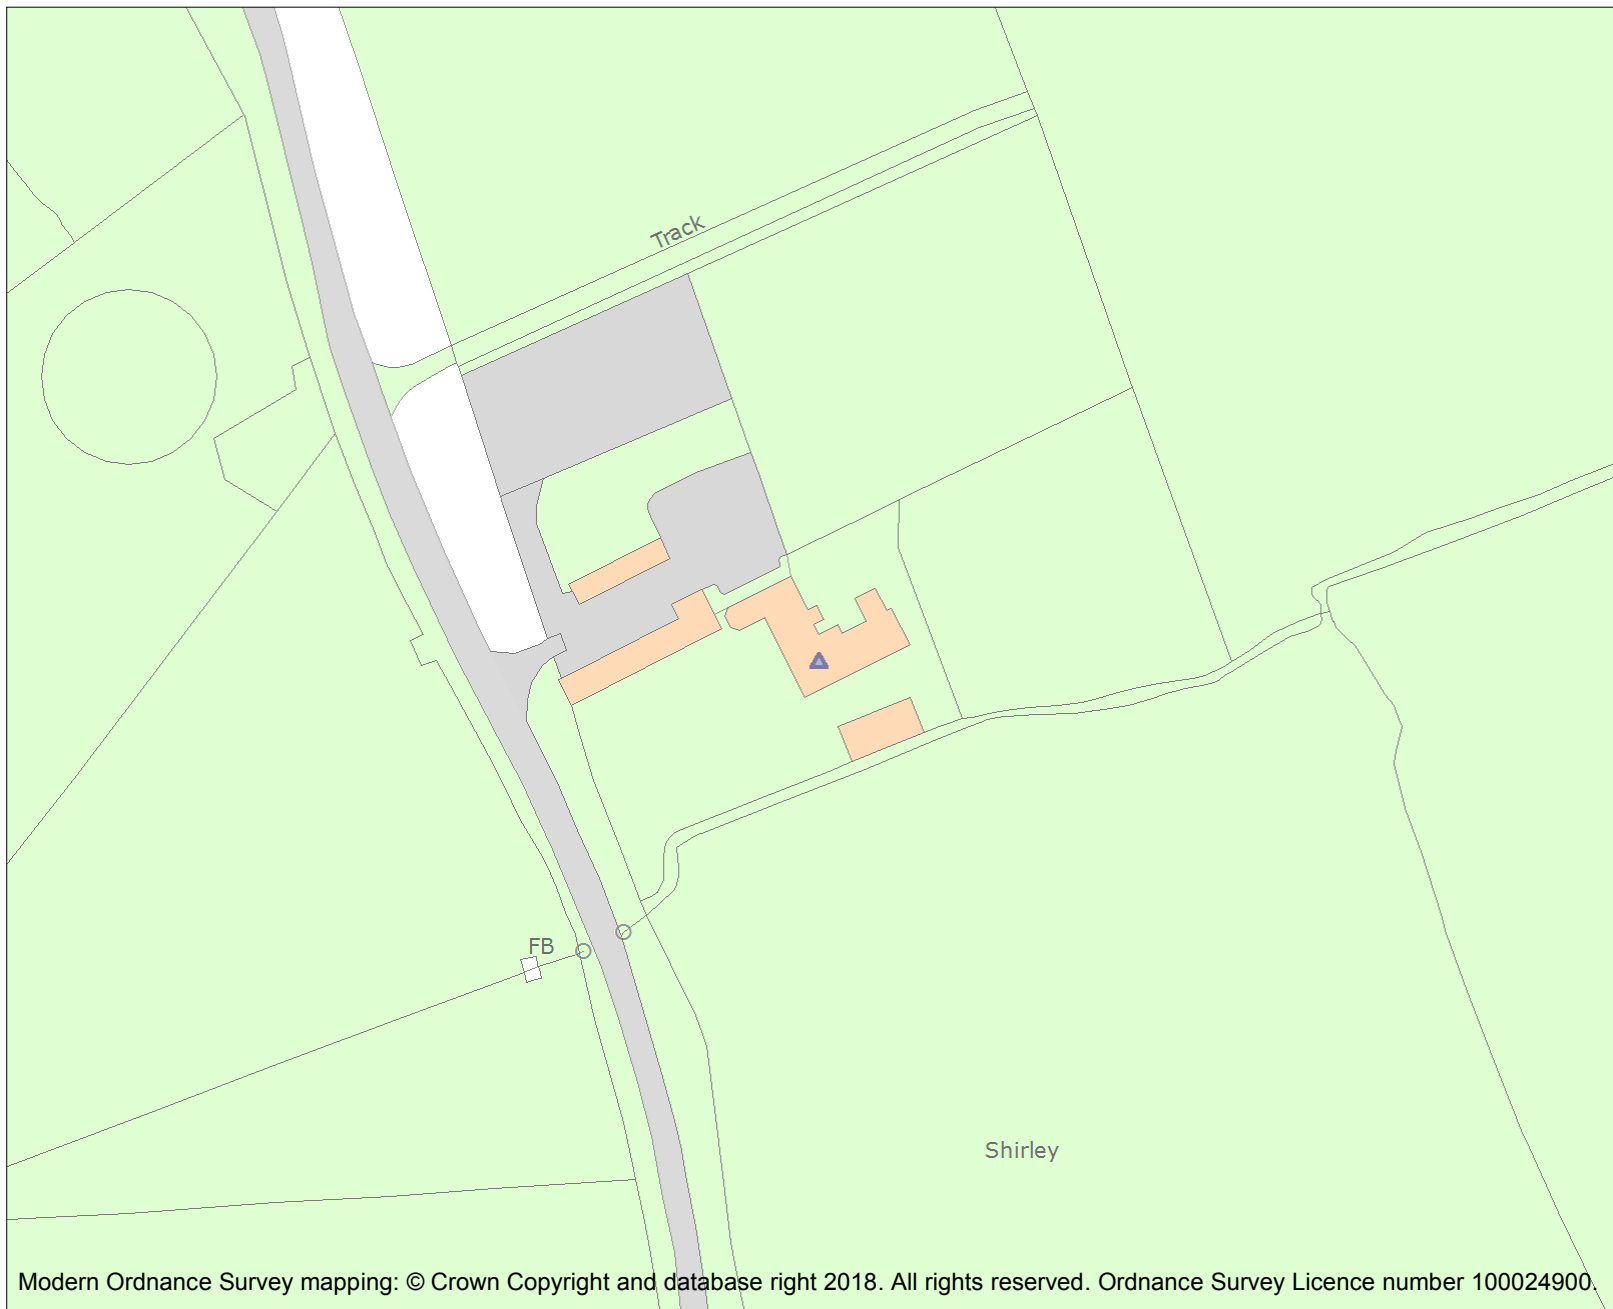 Track
FB
Shirley
Modern Ordnance Survey mapping: © Crown Copyright and database right 2018. All rights reserved. Ordnance Survey Licence number 100024900.